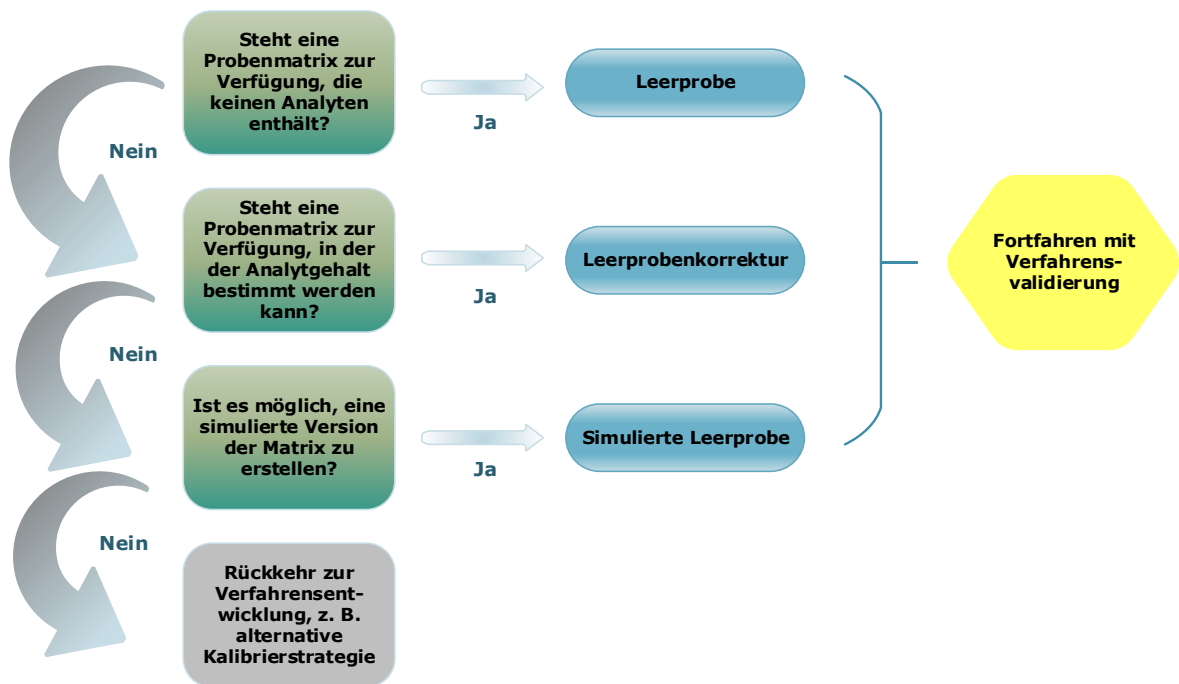 Steht eine
Probenmatrix zur
Verfügung, die
keinen Analyten
enthält?
Ja
Leerprobe
Nein
Steht eine
Probenmatrix zur
Verfügung, in der
der Analytgehalt
bestimmt werden
kann?
Ja
Leerprobenkorrektur
Fortfahren mit
Verfahrens-
validierung
Nein
Ist es möglich, eine
simulierte Version
der Matrix zu
erstellen?
Ja
Simulierte Leerprobe
Nein
Rückkehr zur
Verfahrensent-
wicklung, z. B.
alternative
Kalibrierstrategie